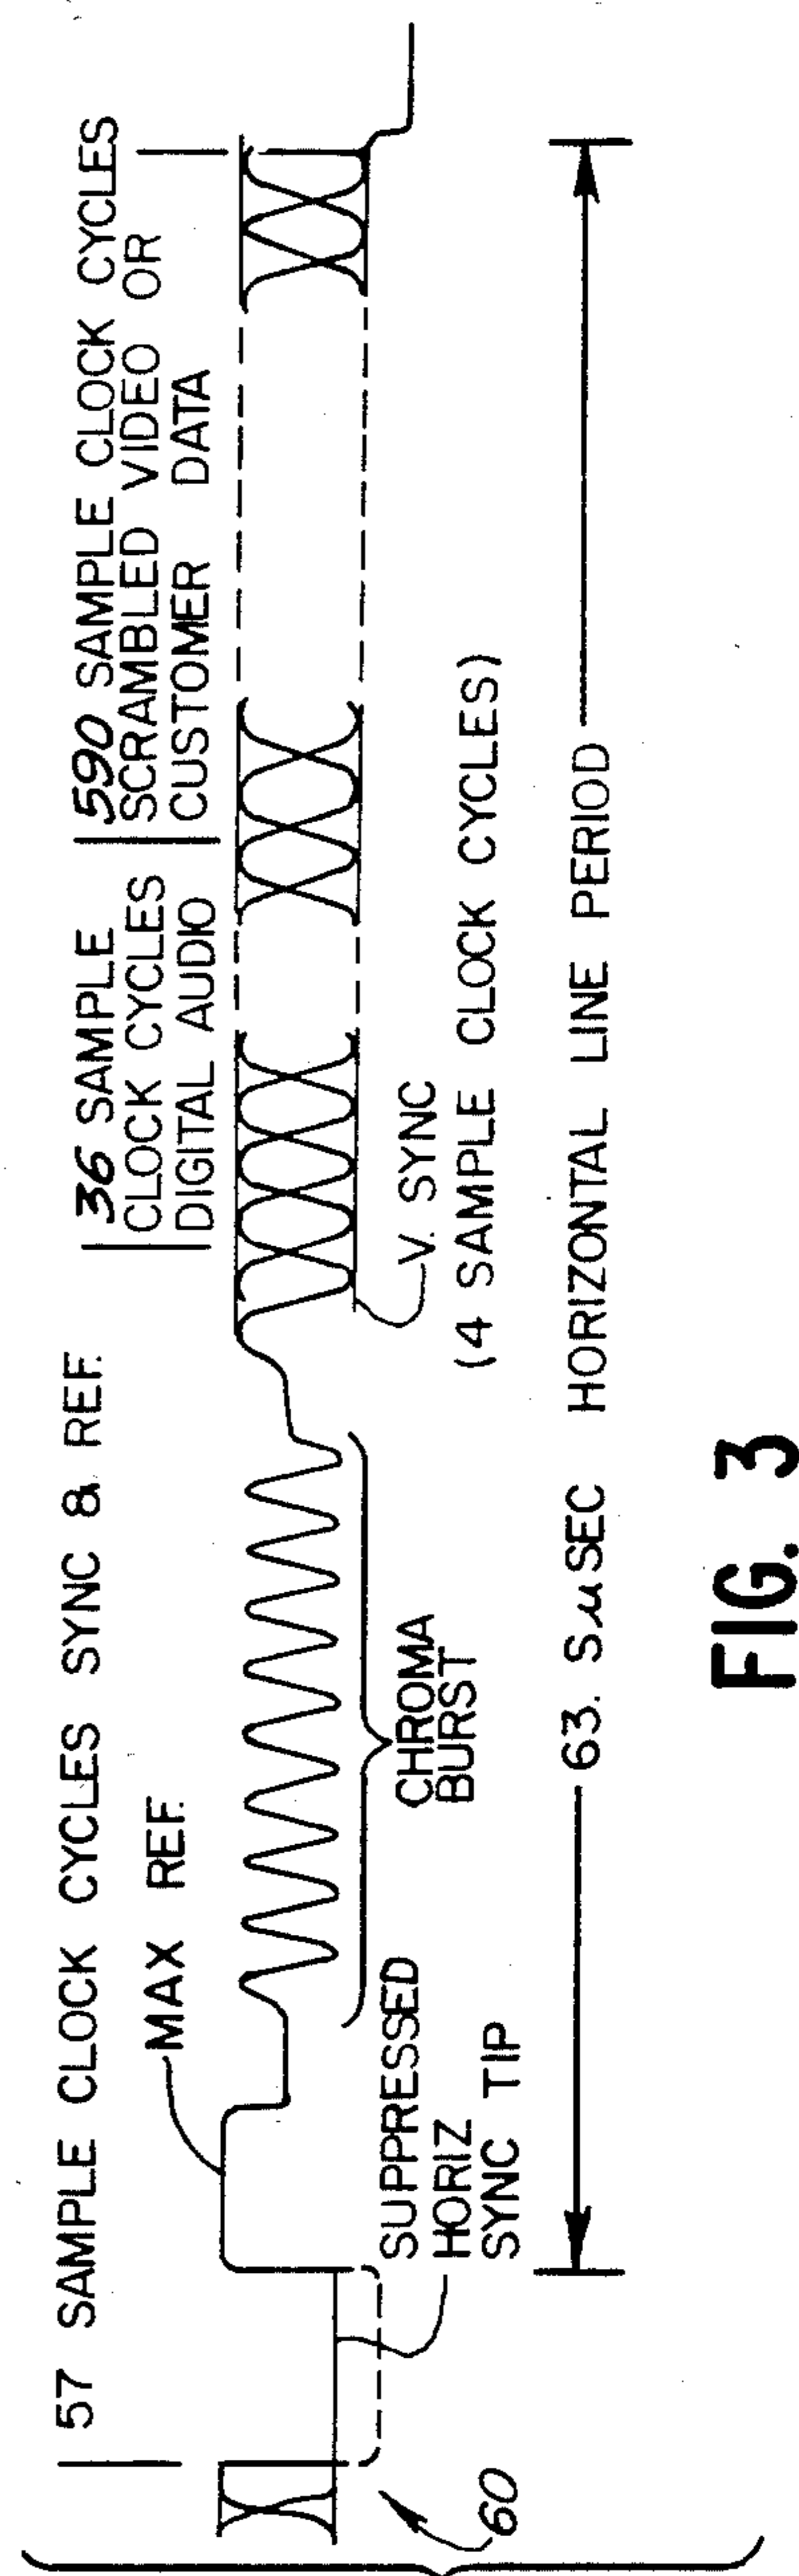 57 SAMPLE CLOCK CYCLES SYNC & REF.
MAX REF.
36 SAMPLE
CLOCK CYCLES
DIGITAL AUDIO
590 SAMPLE CLOCK CYCLES
SCRAMBLED VIDEO OR
CUSTOMER DATA
SUPPRESSED
HORIZ
SYNC TIP
CHROMA
BURST
V. SYNC
(4 SAMPLE CLOCK CYCLES)
60
63. SµSEC HORIZONTAL LINE PERIOD
FIG. 3